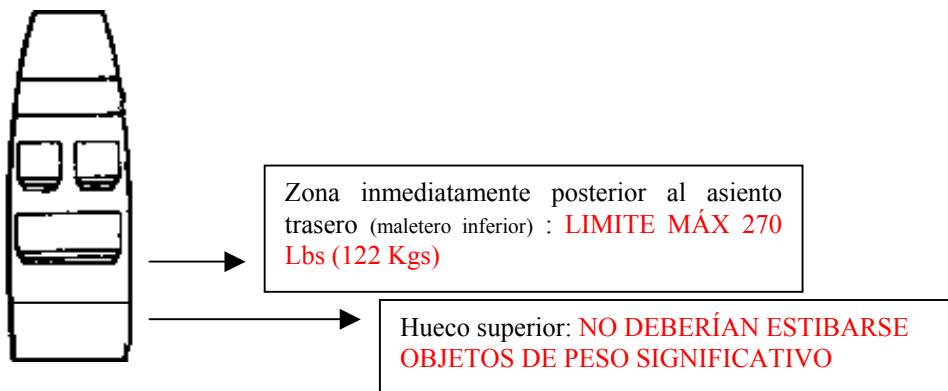 Zona inmediatamente posterior al asiento
trasero (maletero inferior) : LIMITE MÁX 270
Lbs (122 Kgs)
Hueco superior: NO DEBERÍAN ESTIBARSE
OBJETOS DE PESO SIGNIFICATIVO